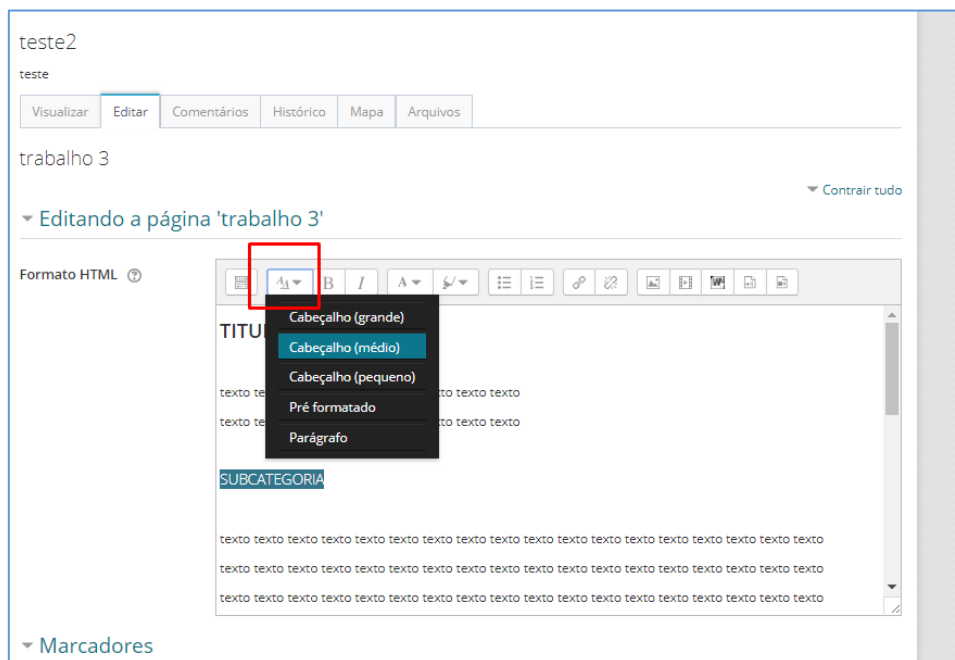 teste2
teste
Visualizar Editar Comentários Histórico Mapa Arquivos
trabalho 3
Contrair tudo
Editando a página 'trabalho 3'
Formato HTML
B I A
Cabeçalho (grande)
Cabeçalho (médio)
Cabeçalho (pequeno)
Pré formatado
Parágrafo
TITU
texto te to texto texto
texto te to texto texto
SUBCATEGORIA
texto texto texto texto texto texto texto texto texto texto texto texto texto texto texto texto texto texto
texto texto texto texto texto texto texto texto texto texto texto texto texto texto texto texto texto texto
texto texto texto texto texto texto texto texto texto texto texto texto texto texto texto texto texto texto
Marcadores